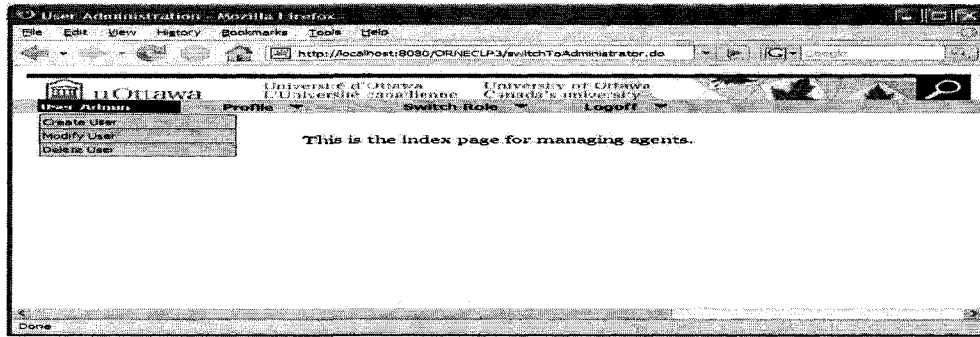 User Administration - Mozilla Firefox
File Edit View History Bookmarks Tools Help
http://localhost:8080/ORNECLP3/switchToAdministrator.do
G Google
uOttawa
Université d'Ottawa University of Ottawa
L'Université canadienne Canada's university
User Admin Profile Switch Role Logoff
Create User
Modify User
Delete User
This is the index page for managing agents.
Done